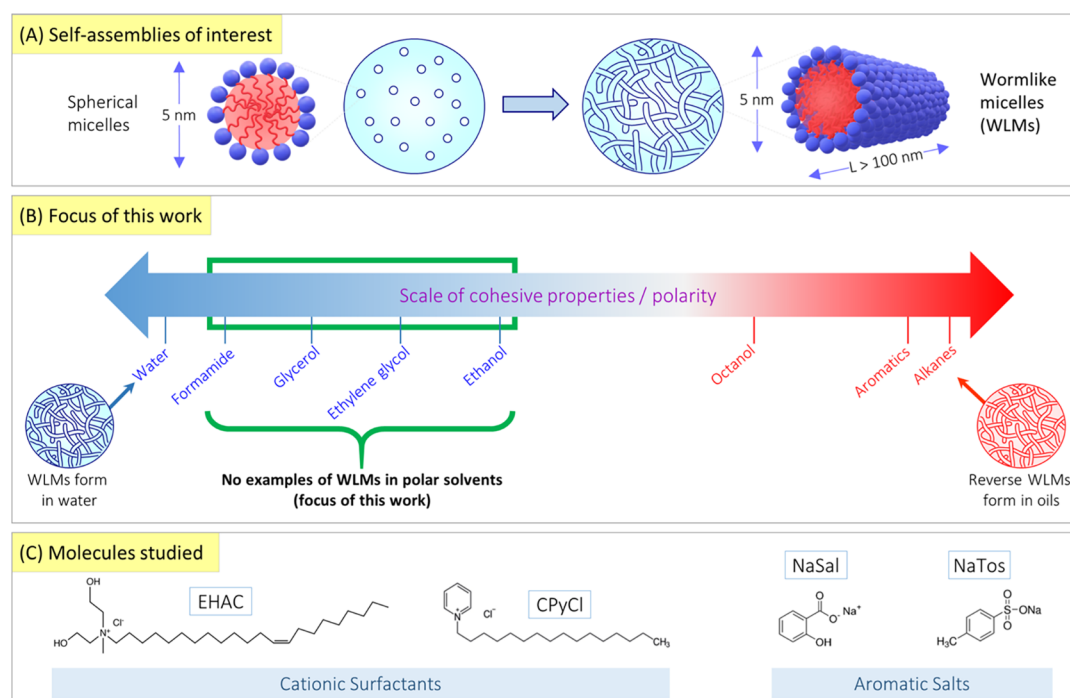 (A) Self-assemblies of interest
Spherical
micelles
5 nm
5 nm
L > 100 nm
Wormlike
micelles
(WLMs)
(B) Focus of this work
Scale of cohesive properties / polarity
Water
Formamide
Glycerol
Ethylene glycol
Ethanol
Octanol
Aromatics
Alkanes
WLMs form
in water
No examples of WLMs in polar solvents
(focus of this work)
Reverse WLMs
form in oils
(C) Molecules studied
EHAC
OH
HO
N+
Cl-
CPyCl
N+
Cl-
CH3
NaSal
O
O-
Na+
OH
NaTos
O
S
ONa
O
H3C
Cationic Surfactants
Aromatic Salts